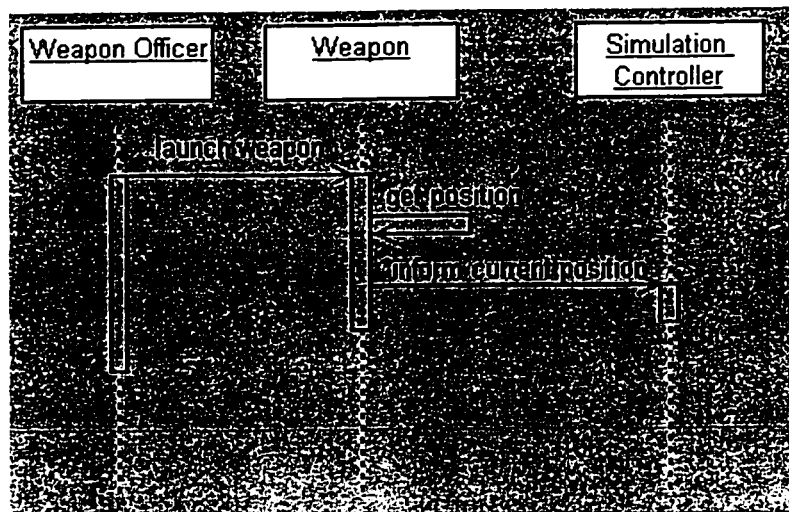 Weapon Officer
Weapon
Simulation
Controller
launch weapon
get position
inform current position